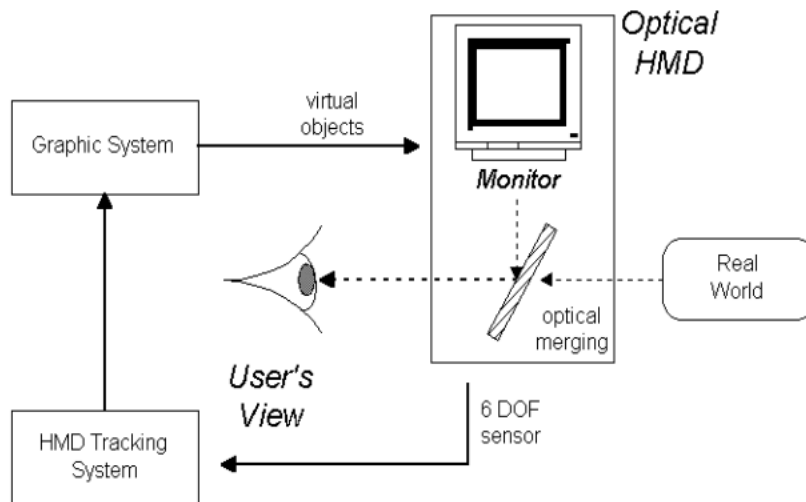 Optical
HMD
virtual
objects
Graphic System
Monitor
Real
World
optical
merging
User's
View
6 DOF
sensor
HMD Tracking
System